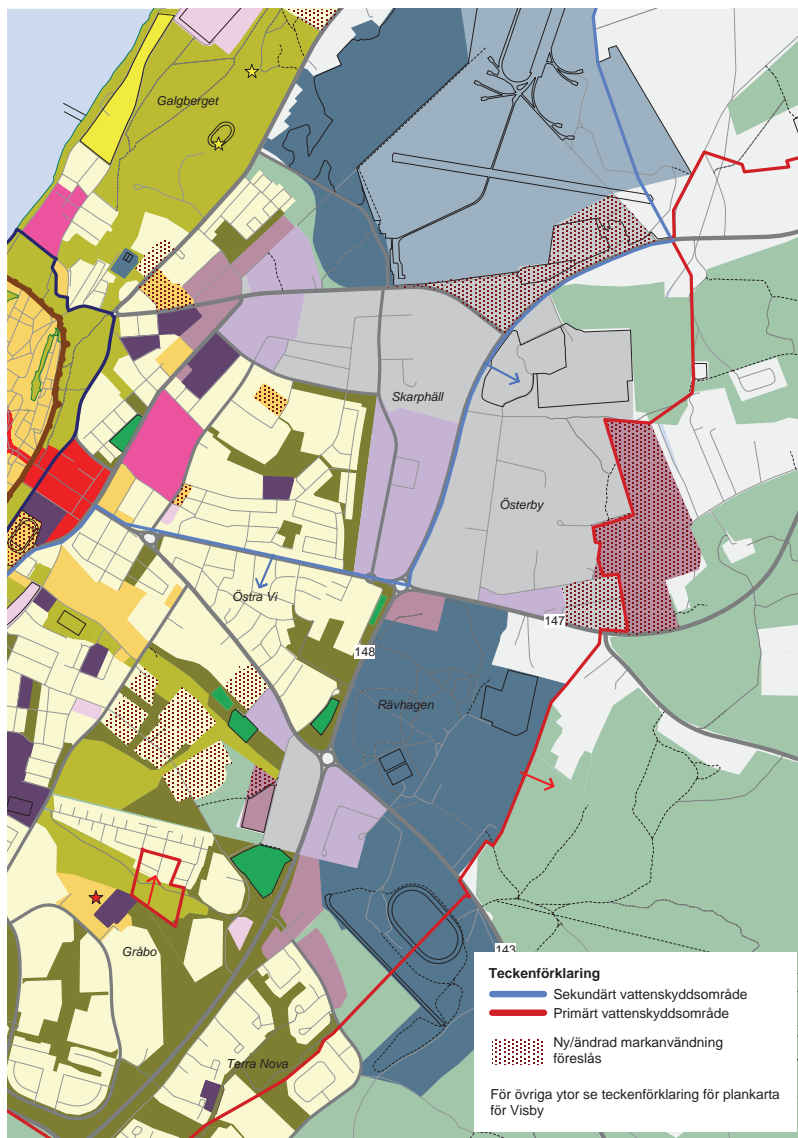 Galgberget
Skarphäll
Österby
Östra Vi
147
148
Rävhagen
Gråbo
143
Terra Nova
Teckenförklaring
Sekundärt vattenskyddsområde
Primärt vattenskyddsområde
Ny/ändrad markanvändning
föreslås
För övriga ytor se teckenförklaring för plankarta
för Visby